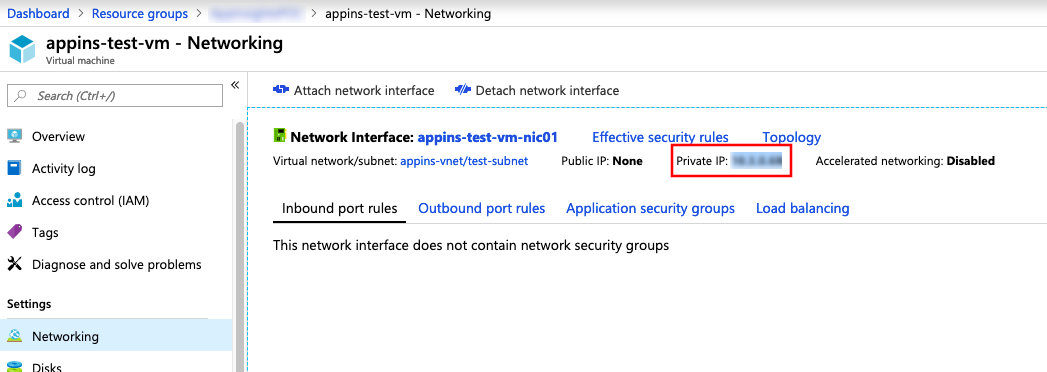 Dashboard > Resource groups > > appins-test-vm - Networking
appins-test-vm - Networking
Virtual machine
Search (Ctrl+/)
«
Overview
Activity log
Access control (IAM)
Tags
Diagnose and solve problems
Settings
Networking
Disks
Attach network interface Detach network interface
Network Interface: appins-test-vm-nic01 Effective security rules Topology
Virtual network/subnet: appins-vnet/test-subnet Public IP: None Private IP: Accelerated networking: Disabled
Inbound port rules Outbound port rules Application security groups Load balancing
This network interface does not contain network security groups